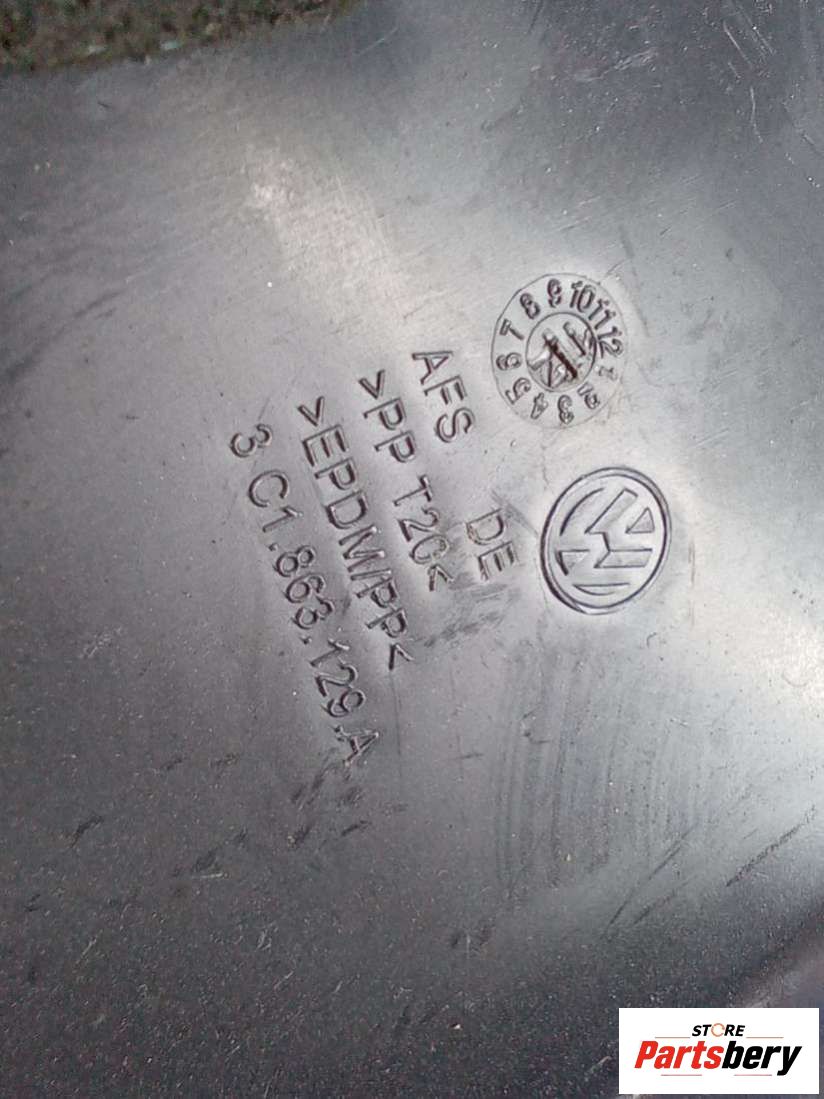 AFS DE
>PP T20<
>EPDM/PP<
3 C1.863.129.A
1 2 3 4 5 6 7 8 9 10 11 12
VW
STORE
Partsbery